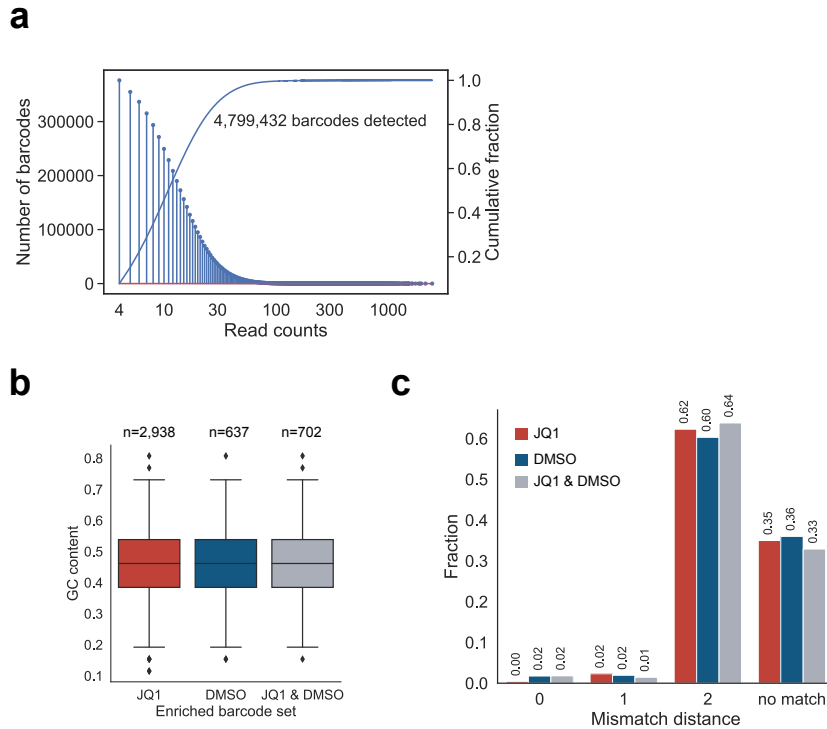 a
Number of barcodes
300000
200000
100000
0
4,799,432 barcodes detected
1.0
0.8
0.6
0.4
0.2
Cumulative fraction
4 10 30 100 300 1000
Read counts
b
n=2,938 n=637 n=702
GC content
0.8
0.7
0.6
0.5
0.4
0.3
0.2
0.1
JQ1 DMSO JQ1 & DMSO
Enriched barcode set
c
Fraction
0.6
0.5
0.4
0.3
0.2
0.1
0.0
JQ1
DMSO
JQ1 & DMSO
0.00 0.02 0.02
0.02 0.02 0.01
0.62 0.60 0.64
0.35 0.36 0.33
0 1 2 no match
Mismatch distance